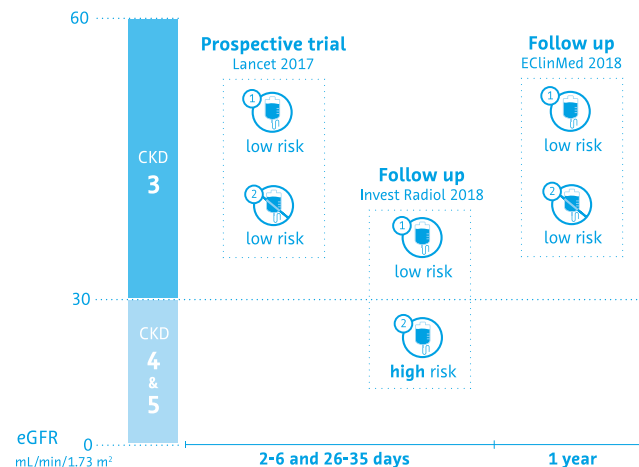 60
CKD
3
30
CKD
4
&
5
eGFR
mL/min/1.73 m²
0
Prospective trial
Lancet 2017
1
low risk
2
low risk
Follow up
Invest Radiol 2018
1
low risk
2
high risk
Follow up
EClinMed 2018
1
low risk
2
low risk
2-6 and 26-35 days
1 year